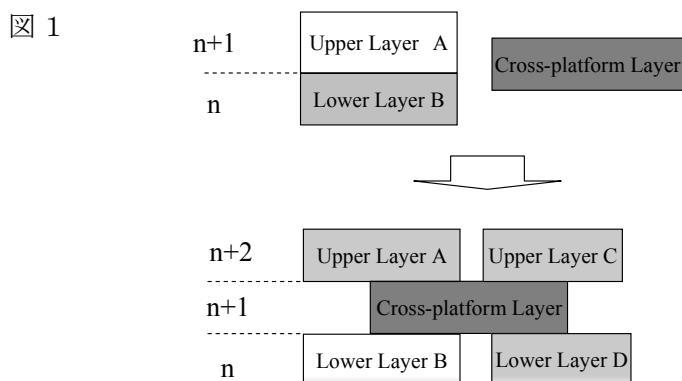 図 1
n+1
Upper Layer A
Cross-platform Layer
n
Lower Layer B
n+2
Upper Layer A
Upper Layer C
n+1
Cross-platform Layer
n
Lower Layer B
Lower Layer D